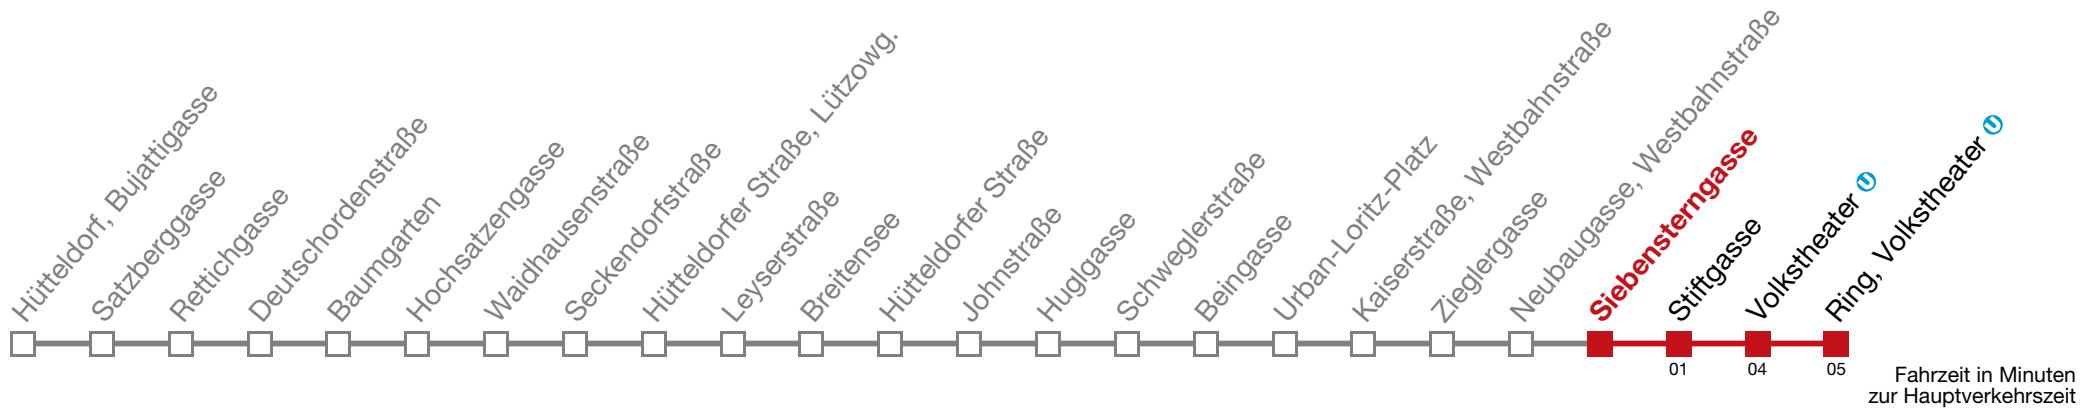 Hütteldorf, Bujattigasse
Satzberggasse
Rettichgasse
Deutschordenstraße
Baumgarten
Hochsatzengasse
Waidhausenstraße
Seckendorfstraße
Hütteldorfer Straße, Lützowg.
Leyserstraße
Breitensee
Hütteldorfer Straße
Johnstraße
Huglgasse
Schweglerstraße
Beingasse
Urban-Loritz-Platz
Kaiserstraße, Westbahnstraße
Zieglergasse
Neubaugasse, Westbahnstraße
Siebensterngasse
Stiftgasse
Volkstheater U
Ring, Volkstheater U
01
04
05
Fahrzeit in Minuten
zur Hauptverkehrszeit